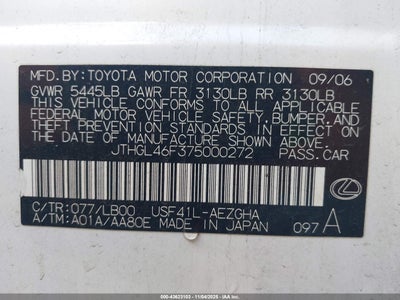 MFD.BY:TOYOTA MOTOR CORPORATION 09/06
GVWR 5445LB GAWR FR 3130LB RR 3130LB
THIS VEHICLE CONFORMS TO ALL APPLICABLE
FEDERAL MOTOR VEHICLE SAFETY, BUMPER, AND
THEFT PREVENTION STANDARDS IN EFFECT ON
THE DATE OF MANUFACTURE SHOWN ABOVE.
JTHGL46F375000272 PASS.CAR
C/TR:077/LB00 USF41L-AEZGHA
A/TM:A01A/AA80E MADE IN JAPAN 097 A
000-43623103 - 11/04/2025 - IAAI.COM